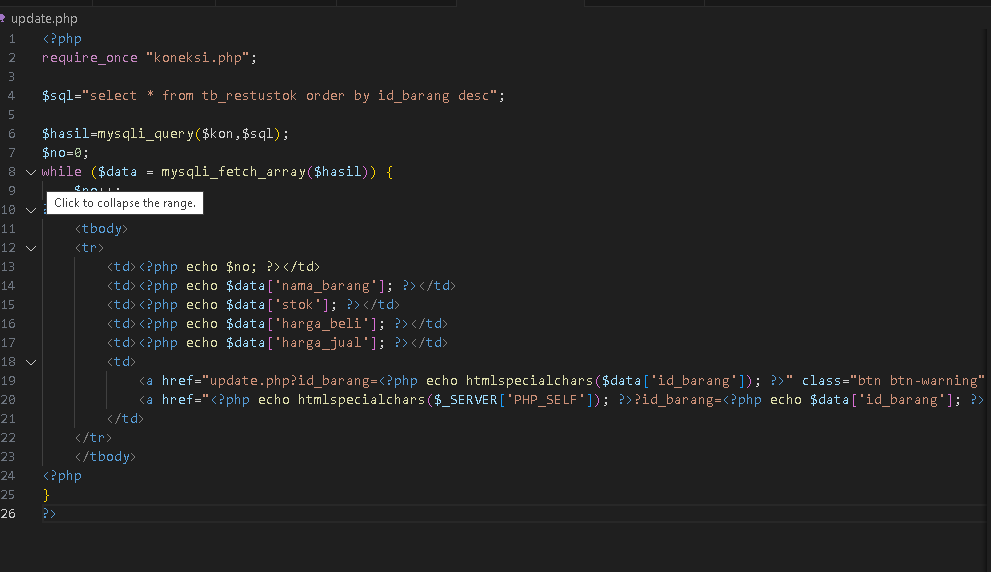 update.php
1 <?php
2 require_once "koneksi.php";
3
4 $sql="select * from tb_restustok order by id_barang desc";
5
6 $hasil=mysqli_query($kon,$sql);
7 $no=0;
8 while ($data = mysqli_fetch_array($hasil)) {
9 $no++;
10
Click to collapse the range.
11 <tbody>
12 <tr>
13 <td><?php echo $no; ?></td>
14 <td><?php echo $data['nama_barang']; ?></td>
15 <td><?php echo $data['stok']; ?></td>
16 <td><?php echo $data['harga_beli']; ?></td>
17 <td><?php echo $data['harga_jual']; ?></td>
18 <td>
19 <a href="update.php?id_barang=<?php echo htmlspecialchars($data['id_barang']); ?>" class="btn btn-warning"
20 <a href="<?php echo htmlspecialchars($_SERVER['PHP_SELF']); ?>?id_barang=<?php echo $data['id_barang']; ?>
21 </td>
22 </tr>
23 </tbody>
24 <?php
25 }
26 ?>